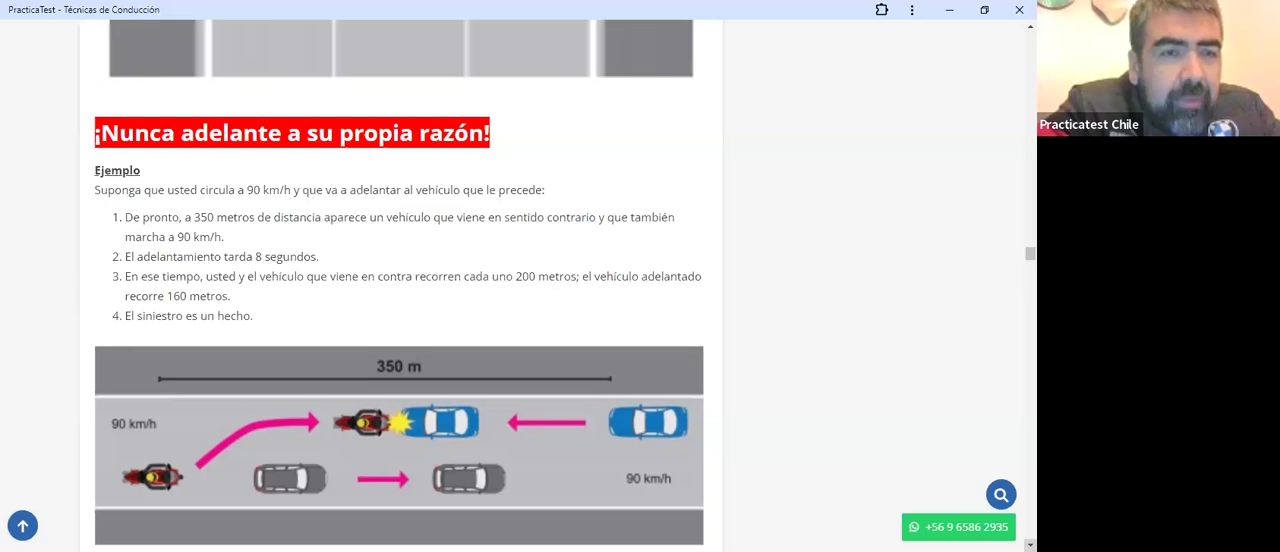 PracticaTest - Técnicas de Conducción
Practicatest Chile
¡Nunca adelante a su propia razón!
Ejemplo
Suponga que usted circula a 90 km/h y que va a adelantar al vehículo que le precede:
1. De pronto, a 350 metros de distancia aparece un vehículo que viene en sentido contrario y que también
marcha a 90 km/h.
2. El adelantamiento tarda 8 segundos.
3. En ese tiempo, usted y el vehículo que viene en contra recorren cada uno 200 metros; el vehículo adelantado
recorre 160 metros.
4. El siniestro es un hecho.
350 m
90 km/h
90 km/h
+56 9 6586 2935